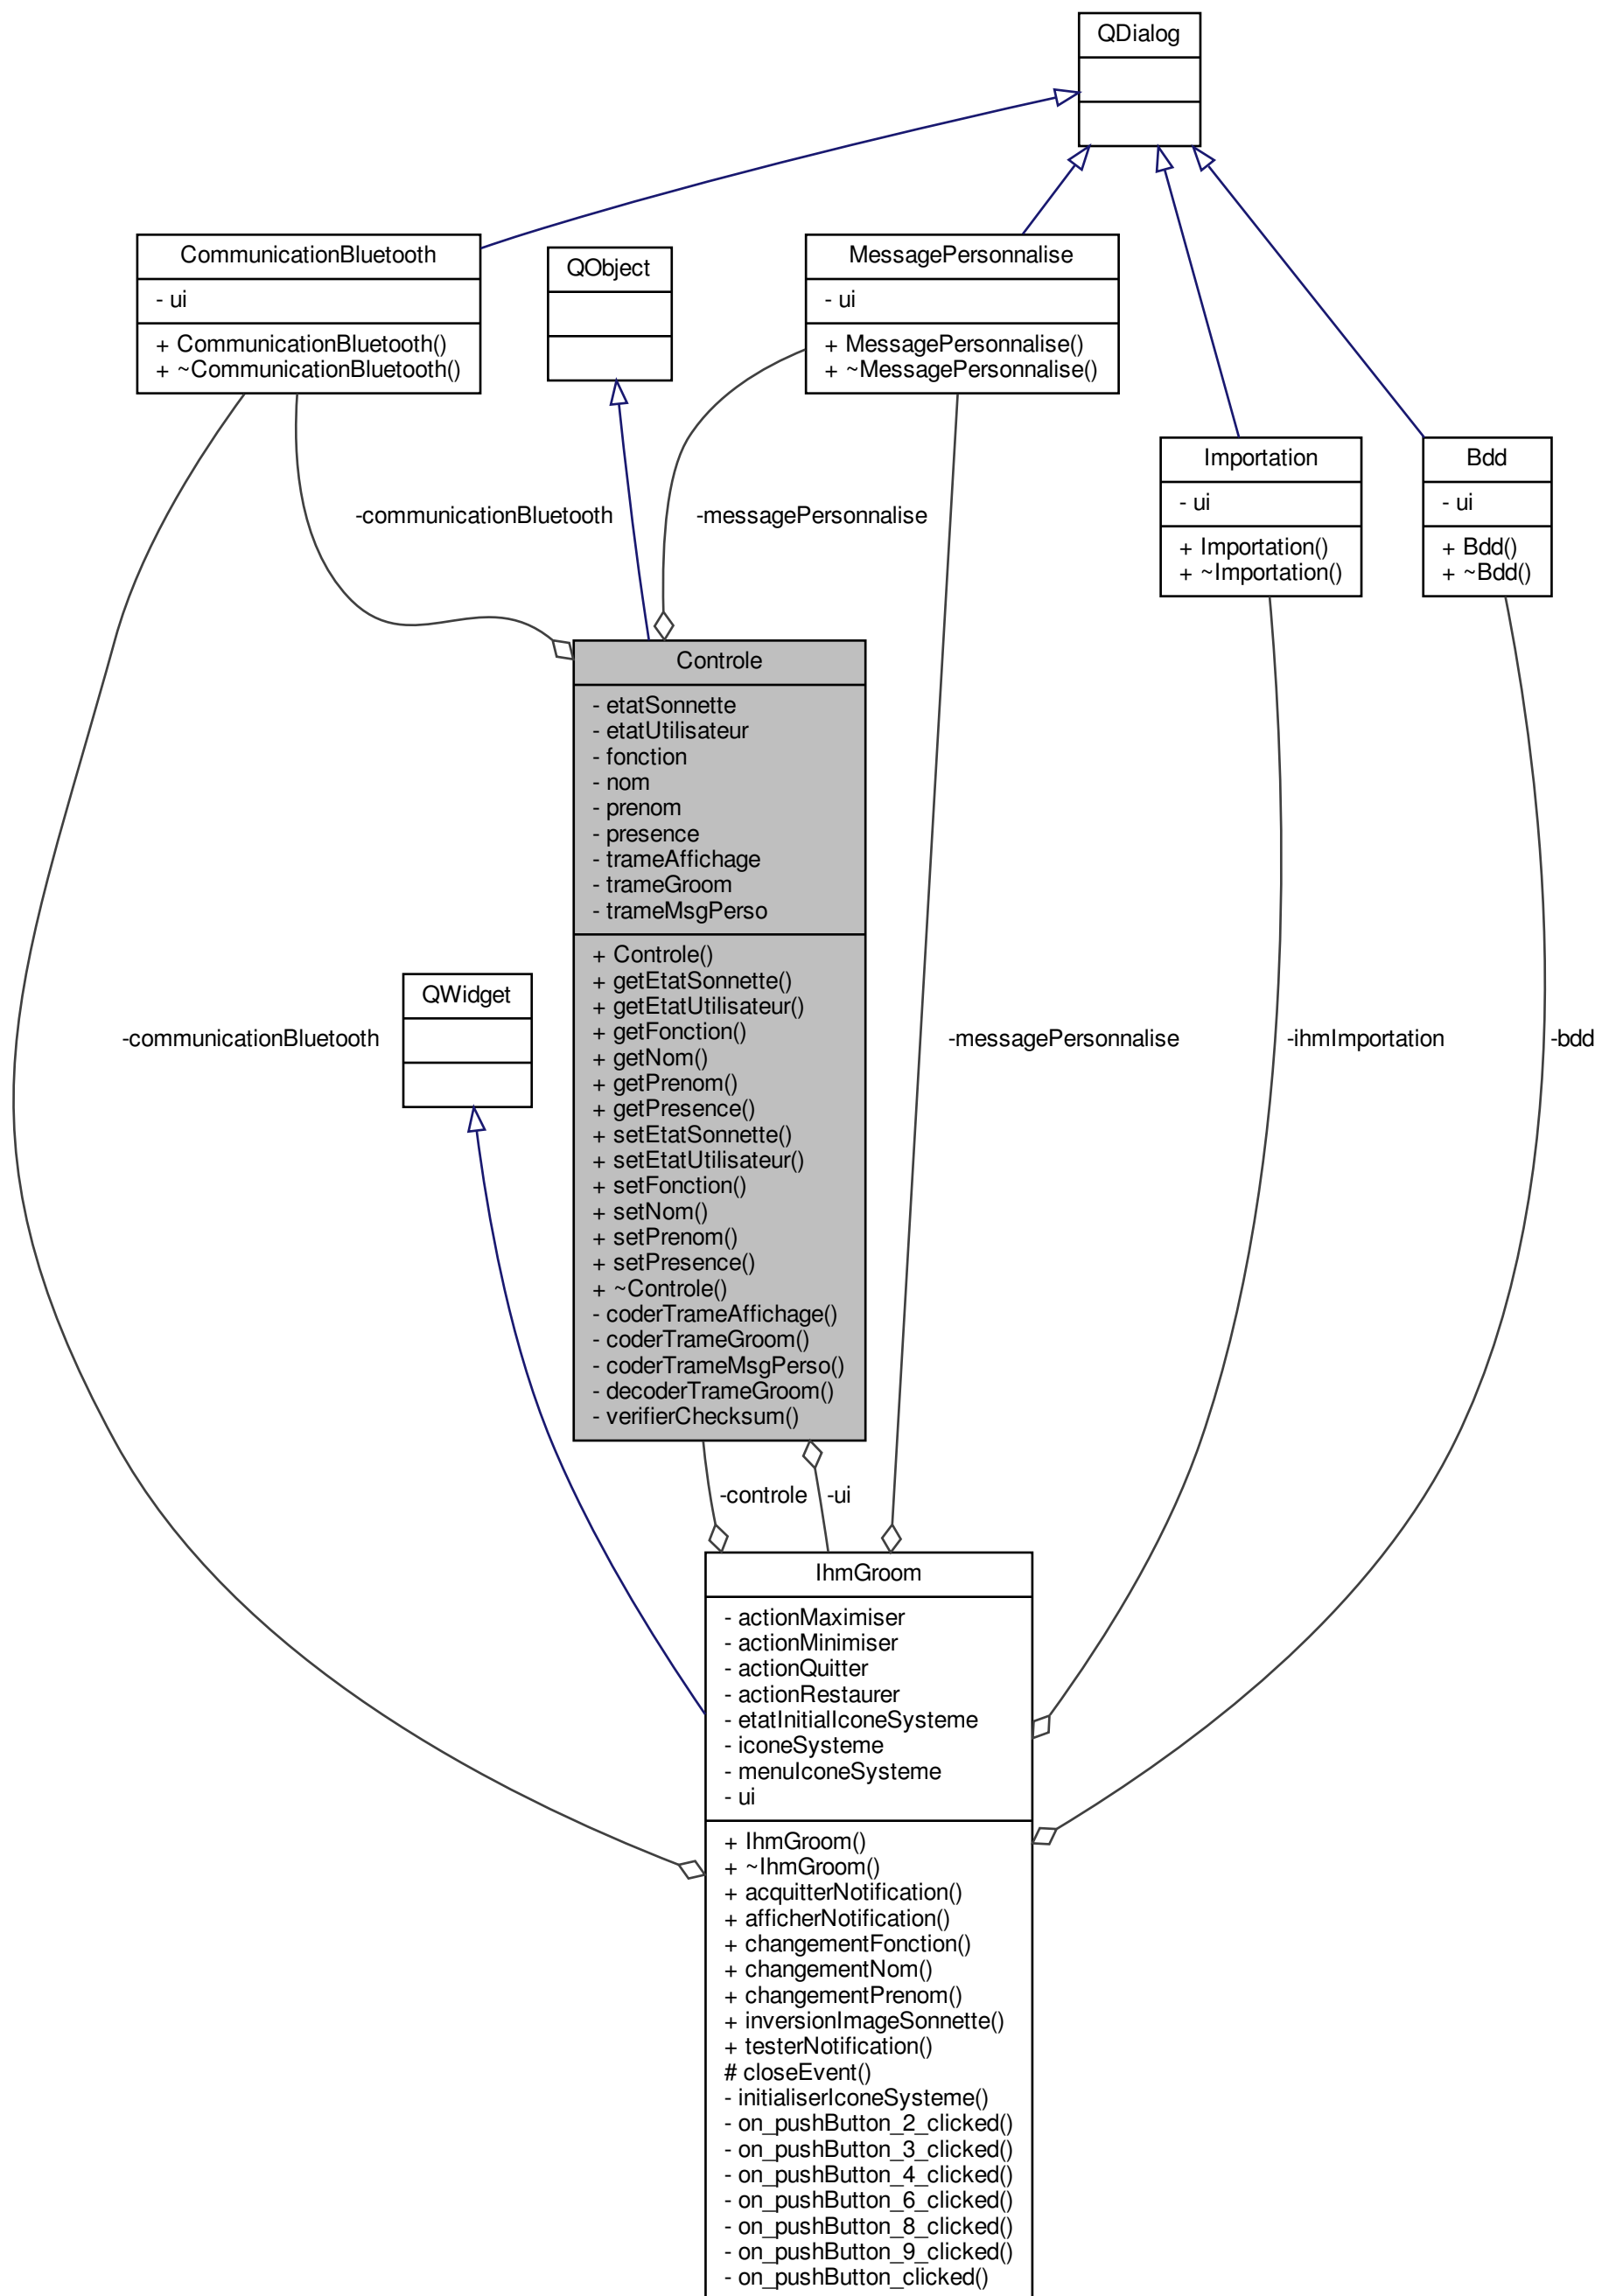 QDialog
CommunicationBluetooth
- ui
+ CommunicationBluetooth()
+ ~CommunicationBluetooth()
QObject
MessagePersonnalise
- ui
+ MessagePersonnalise()
+ ~MessagePersonnalise()
Importation
- ui
+ Importation()
+ ~Importation()
Bdd
- ui
+ Bdd()
+ ~Bdd()
-communicationBluetooth
-messagePersonnalise
Controle
- etatSonnette
- etatUtilisateur
- fonction
- nom
- prenom
- presence
- trameAffichage
- trameGroom
- trameMsgPerso
+ Controle()
+ getEtatSonnette()
+ getEtatUtilisateur()
+ getFonction()
+ getNom()
+ getPrenom()
+ getPresence()
+ setEtatSonnette()
+ setEtatUtilisateur()
+ setFonction()
+ setNom()
+ setPrenom()
+ setPresence()
+ ~Controle()
- coderTrameAffichage()
- coderTrameGroom()
- coderTrameMsgPerso()
- decoderTrameGroom()
- verifierChecksum()
QWidget
-communicationBluetooth
-messagePersonnalise
-ihmImportation
-bdd
-controle
-ui
IhmGroom
- actionMaximiser
- actionMinimiser
- actionQuitter
- actionRestaurer
- etatInitialIconeSysteme
- iconeSysteme
- menuIconeSysteme
- ui
+ IhmGroom()
+ ~IhmGroom()
+ acquitterNotification()
+ afficherNotification()
+ changementFonction()
+ changementNom()
+ changementPrenom()
+ inversionImageSonnette()
+ testerNotification()
# closeEvent()
- initialiserIconeSysteme()
- on_pushButton_2_clicked()
- on_pushButton_3_clicked()
- on_pushButton_4_clicked()
- on_pushButton_6_clicked()
- on_pushButton_8_clicked()
- on_pushButton_9_clicked()
- on_pushButton_clicked()